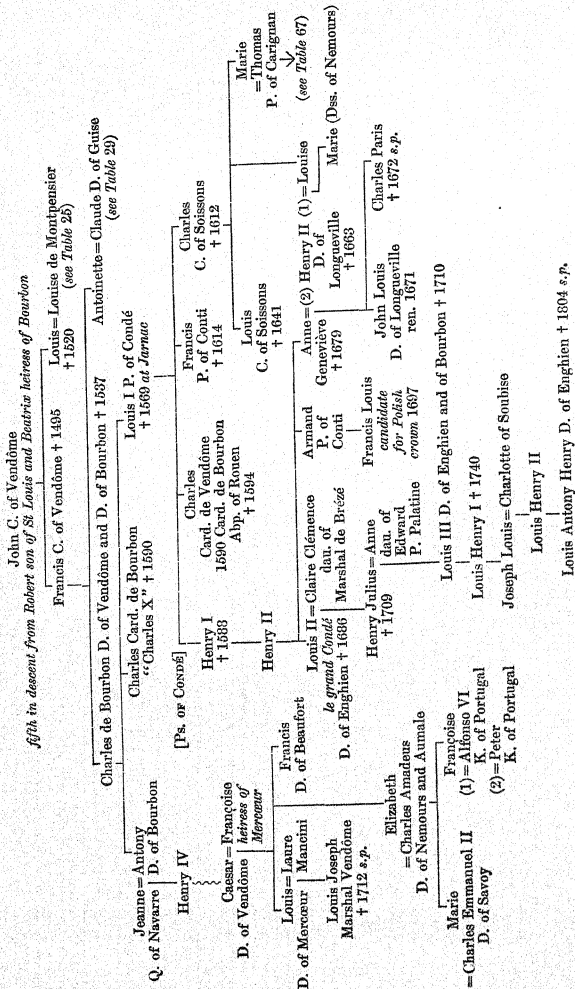 John C. of Vendôme
fifth in descent from Robert son of St Louis and Beatrix heiress of Bourbon
Francis C. of Vendôme † 1495
Louis=Louise de Montpensier
† 1520
(see Table 25)
Charles de Bourbon D. of Vendôme and D. of Bourbon † 1537
Antoinette=Claude D. of Guise
(see Table 29)
Jeanne=Antony
Q. of Navarre
D. of Bourbon
Charles Card. de Bourbon
"Charles X" † 1590
Louis I P. of Condé
† 1569 at Jarnac
Henry IV
[Ps. of Condé]
Henry I
† 1588
Charles
Card. de Vendôme
1590 Card. de Bourbon
Abp. of Rouen
† 1594
Francis
P. of Conti
† 1614
Charles
C. of Soissons
† 1612
Caesar=Françoise
D. of Vendôme
heiress of
Mercœur
Henry II
Louis
C. of Soissons
† 1641
Marie
=Thomas
P. of Carignan
(see Table 67)
Louis=Laure
D. of Mercœur
Mancini
Francis
D. of Beaufort
Louis II=Claire Clémence
le grand Condé
D. of Enghien † 1686
dau. of
Marshal de Brézé
Armand
P. of
Conti
Anne=(2) Henry II (1)=Louise
Geneviève
† 1679
D. of
Longueville
† 1663
Marie (Dss. of Nemours)
Louis Joseph
Marshal Vendôme
† 1712 s.p.
Henry Julius=Anne
† 1709
dau. of
Edward
P. Palatine
Francis Louis
candidate
for Polish
crown 1697
John Louis
D. of Longueville
ren. 1671
Charles Paris
† 1672 s.p.
Elizabeth
=Charles Amadeus
D. of Nemours and Aumale
Louis III D. of Enghien and of Bourbon † 1710
Marie
=Charles Emmanuel II
D. of Savoy
Françoise
(1)=Alfonso VI
K. of Portugal
(2)=Peter
K. of Portugal
Louis Henry I † 1740
Joseph Louis=Charlotte of Soubise
Louis Henry II
Louis Antony Henry D. of Enghien † 1804 s.p.